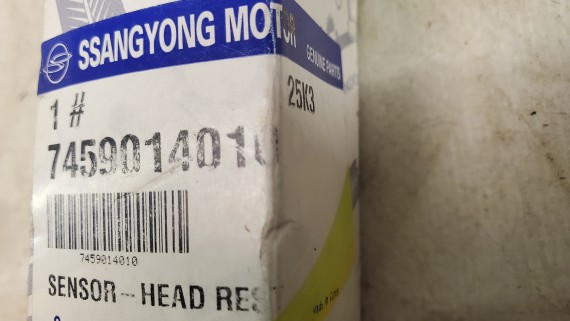 SSANGYONG MOTOR
GENUINE PARTS
25K3
1 #
7459014010
7459014010
SENSOR-HEAD RES